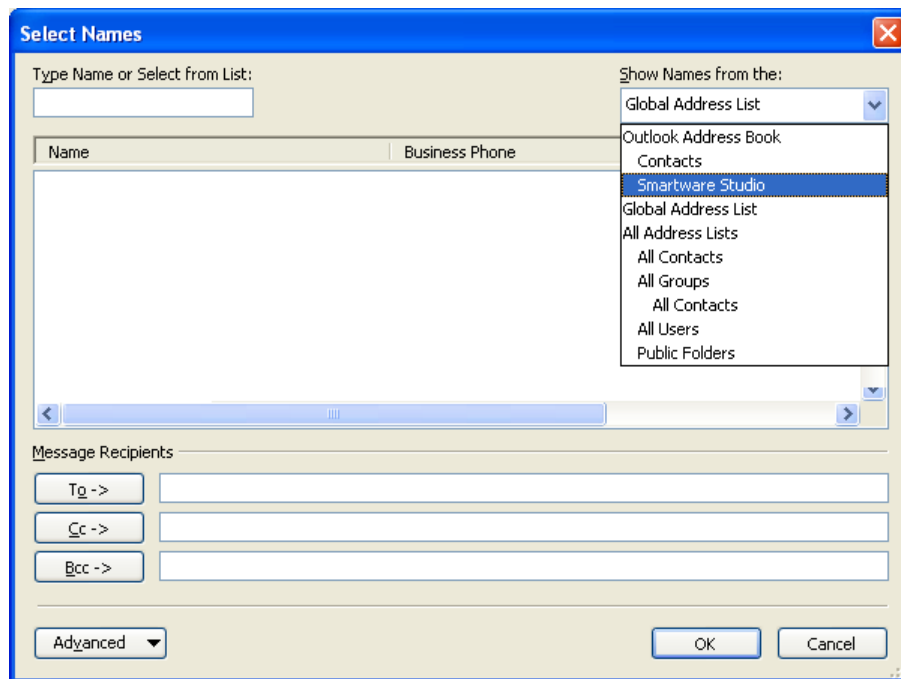 Select Names
Type Name or Select from List:
Show Names from the:
Global Address List
Name Business Phone
Outlook Address Book
Contacts
Smartware Studio
Global Address List
All Address Lists
All Contacts
All Groups
All Contacts
All Users
Public Folders
Message Recipients
To ->
Cc ->
Bcc ->
Advanced
OK Cancel